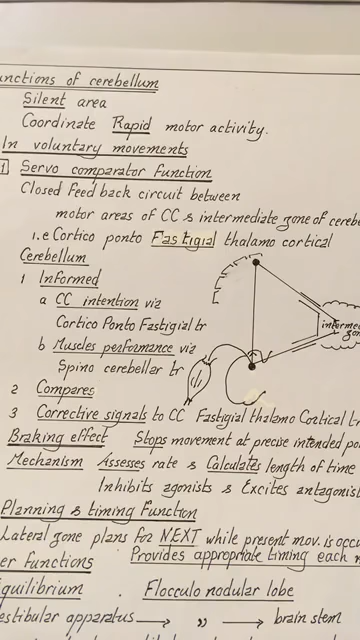 unctions of cerebellum
Silent area
Coordinate Rapid motor activity.
In voluntary movements
1 Servo comparator function
Closed feed back circuit between
motor areas of CC & intermediate zone of cerebe
i.e Cortico ponto Fastigial thalamo cortical
Cerebellum
1 Informed
a CC intention via
Cortico Ponto Fastigial tr
intermed
zone
b Muscles performance via
Spino cerebellar tr
2 Compares
3 Corrective signals to CC Fastigial thalamo Cortical tr
Braking effect Stops movement at precise intended po
Mechanism Assesses rate & Calculates length of time
Inhibits agonists & Excites antagonist
Planning & timing Function
Lateral gone plans for NEXT while present mov. is occu
er functions Provides appropriate timing each
Equilibrium . Flocculo nodular lobe
estibular apparatus → " → brain stem